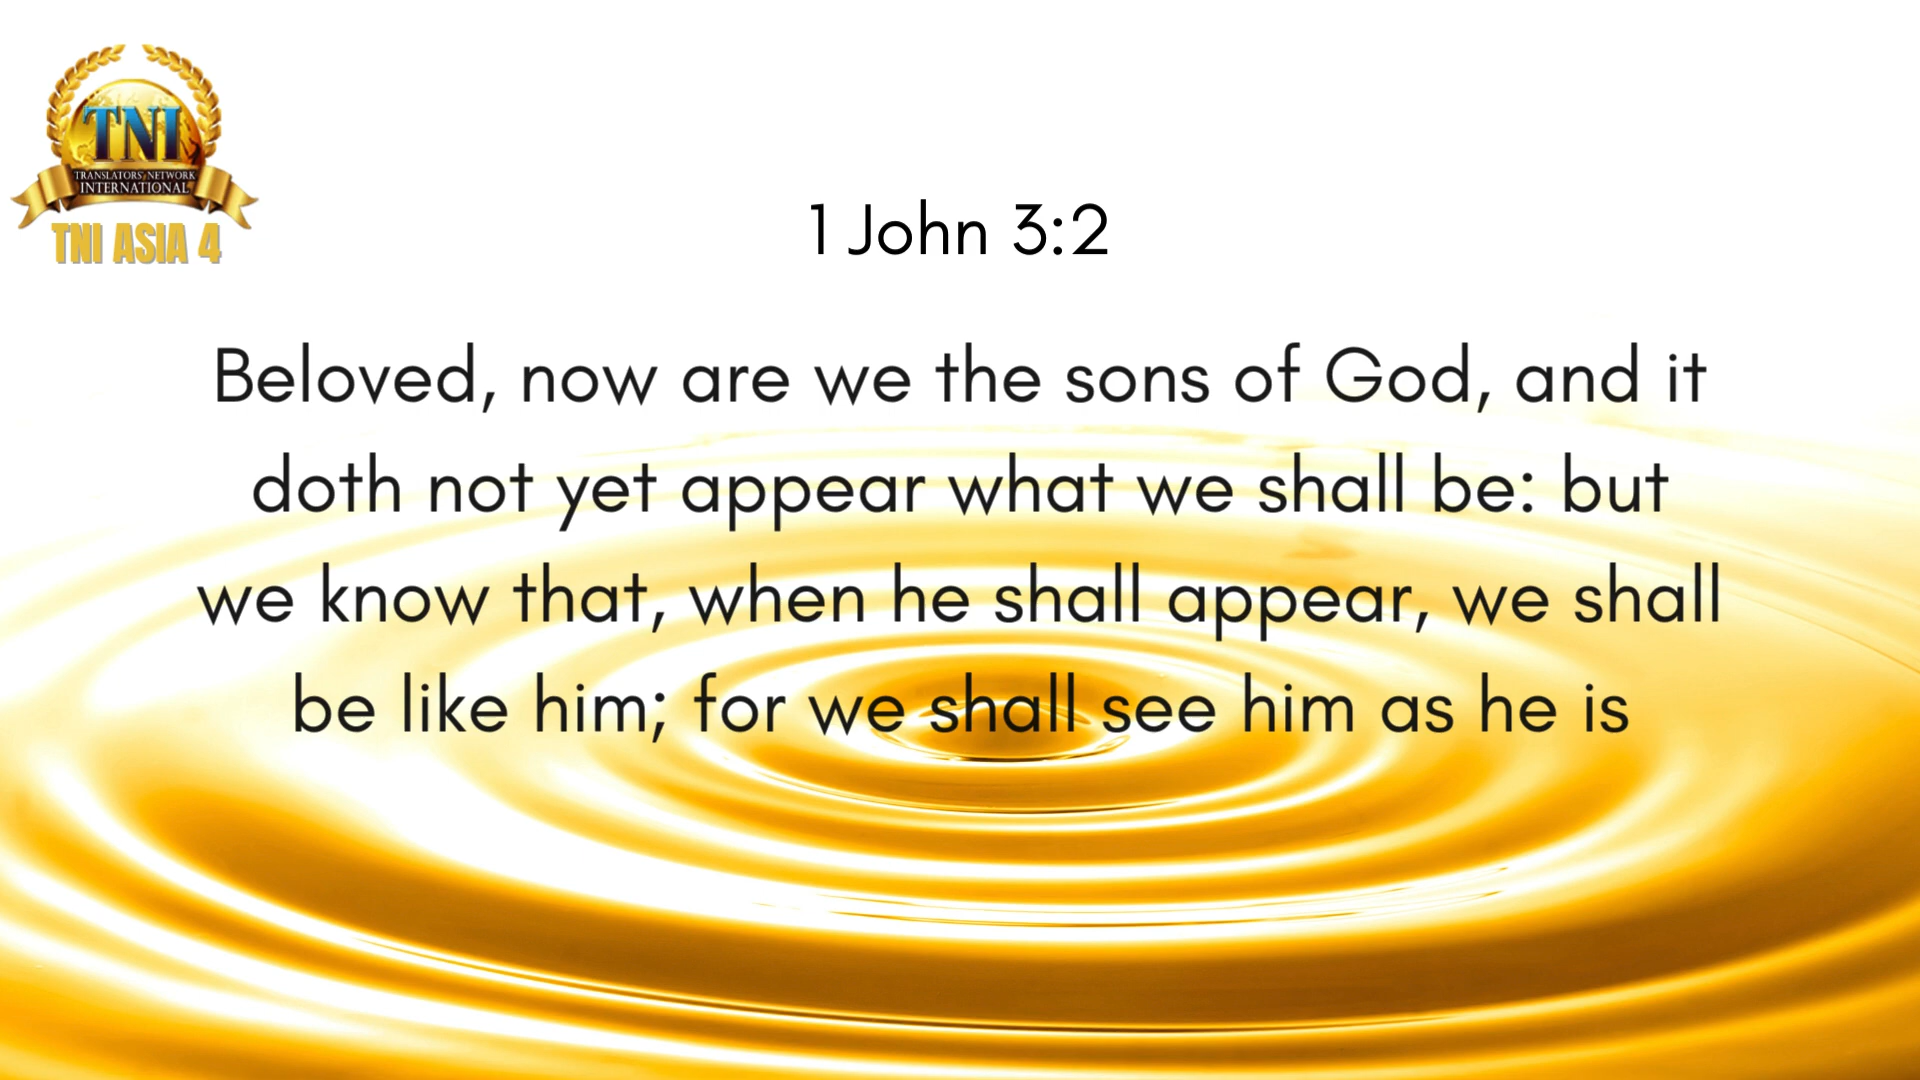 TNI
TRANSLATORS' NETWORK
INTERNATIONAL
TNI ASIA 4
1 John 3:2
Beloved, now are we the sons of God, and it
doth not yet appear what we shall be: but
we know that, when he shall appear, we shall
be like him; for we shall see him as he is